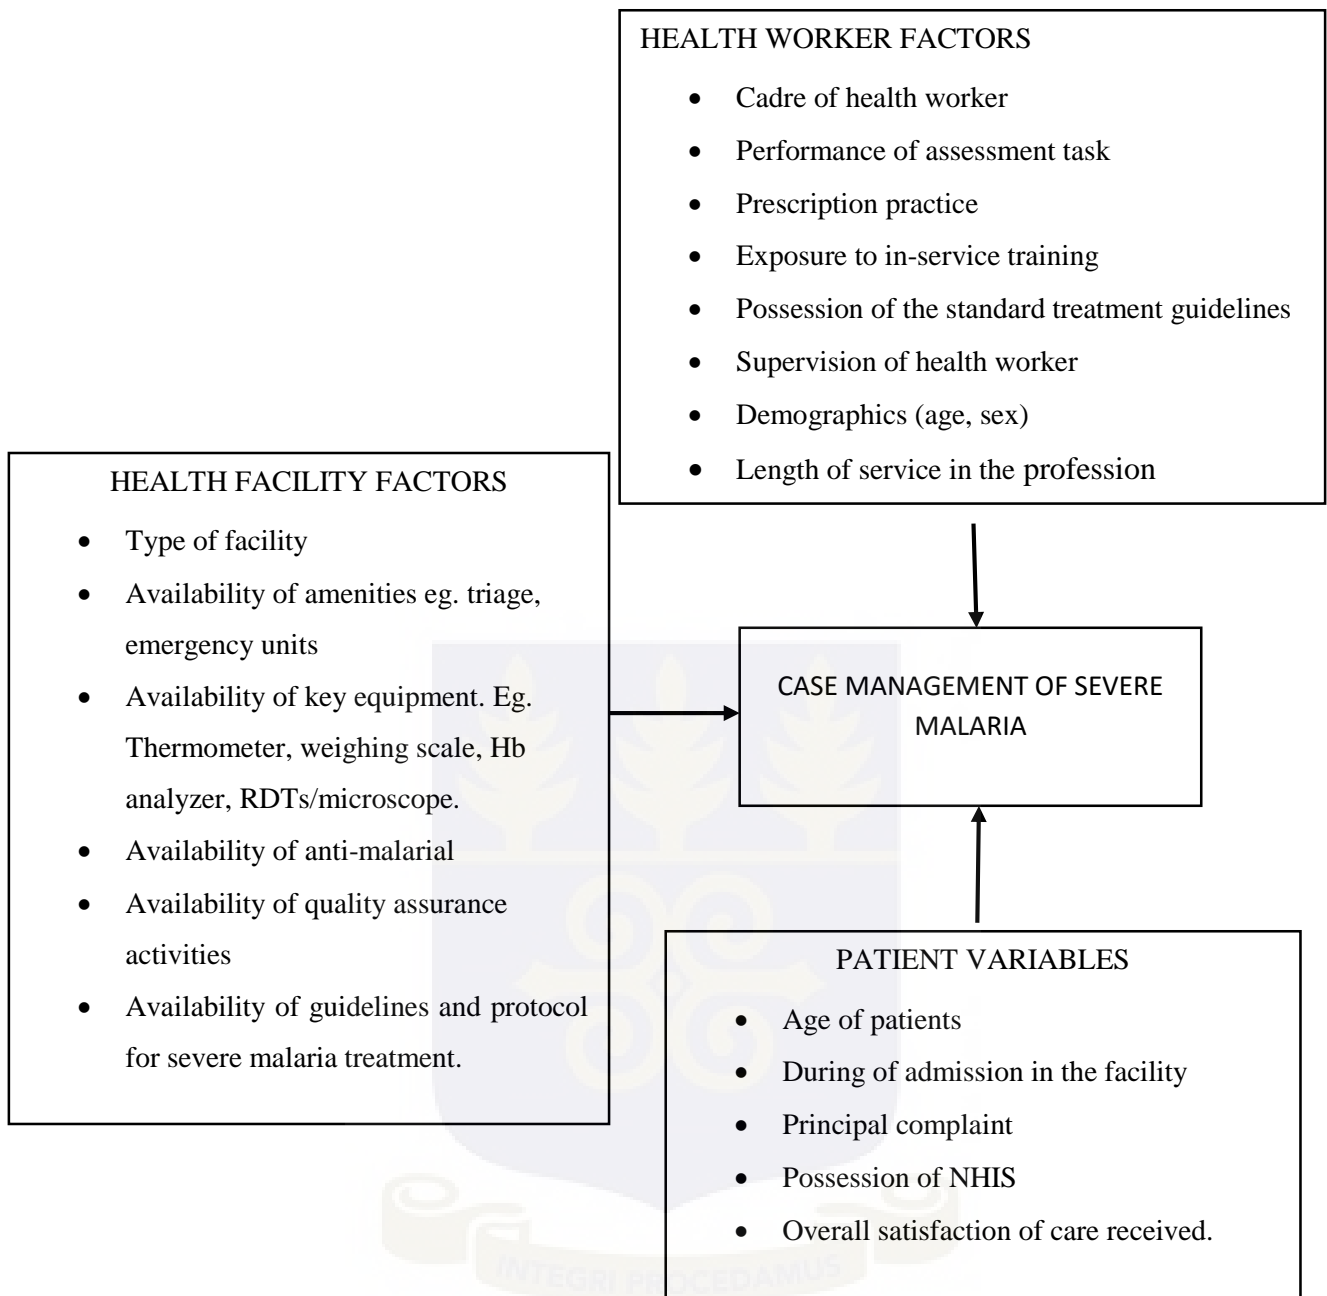 HEALTH WORKER FACTORS
• Cadre of health worker
• Performance of assessment task
• Prescription practice
• Exposure to in-service training
• Possession of the standard treatment guidelines
• Supervision of health worker
• Demographics (age, sex)
• Length of service in the profession
HEALTH FACILITY FACTORS
• Type of facility
• Availability of amenities eg. triage,
emergency units
• Availability of key equipment. Eg.
Thermometer, weighing scale, Hb
analyzer, RDTs/microscope.
• Availability of anti-malarial
• Availability of quality assurance
activities
• Availability of guidelines and protocol
for severe malaria treatment.
CASE MANAGEMENT OF SEVERE
MALARIA
PATIENT VARIABLES
• Age of patients
• During of admission in the facility
• Principal complaint
• Possession of NHIS
• Overall satisfaction of care received.
INTEGRI PROCEDAMUS